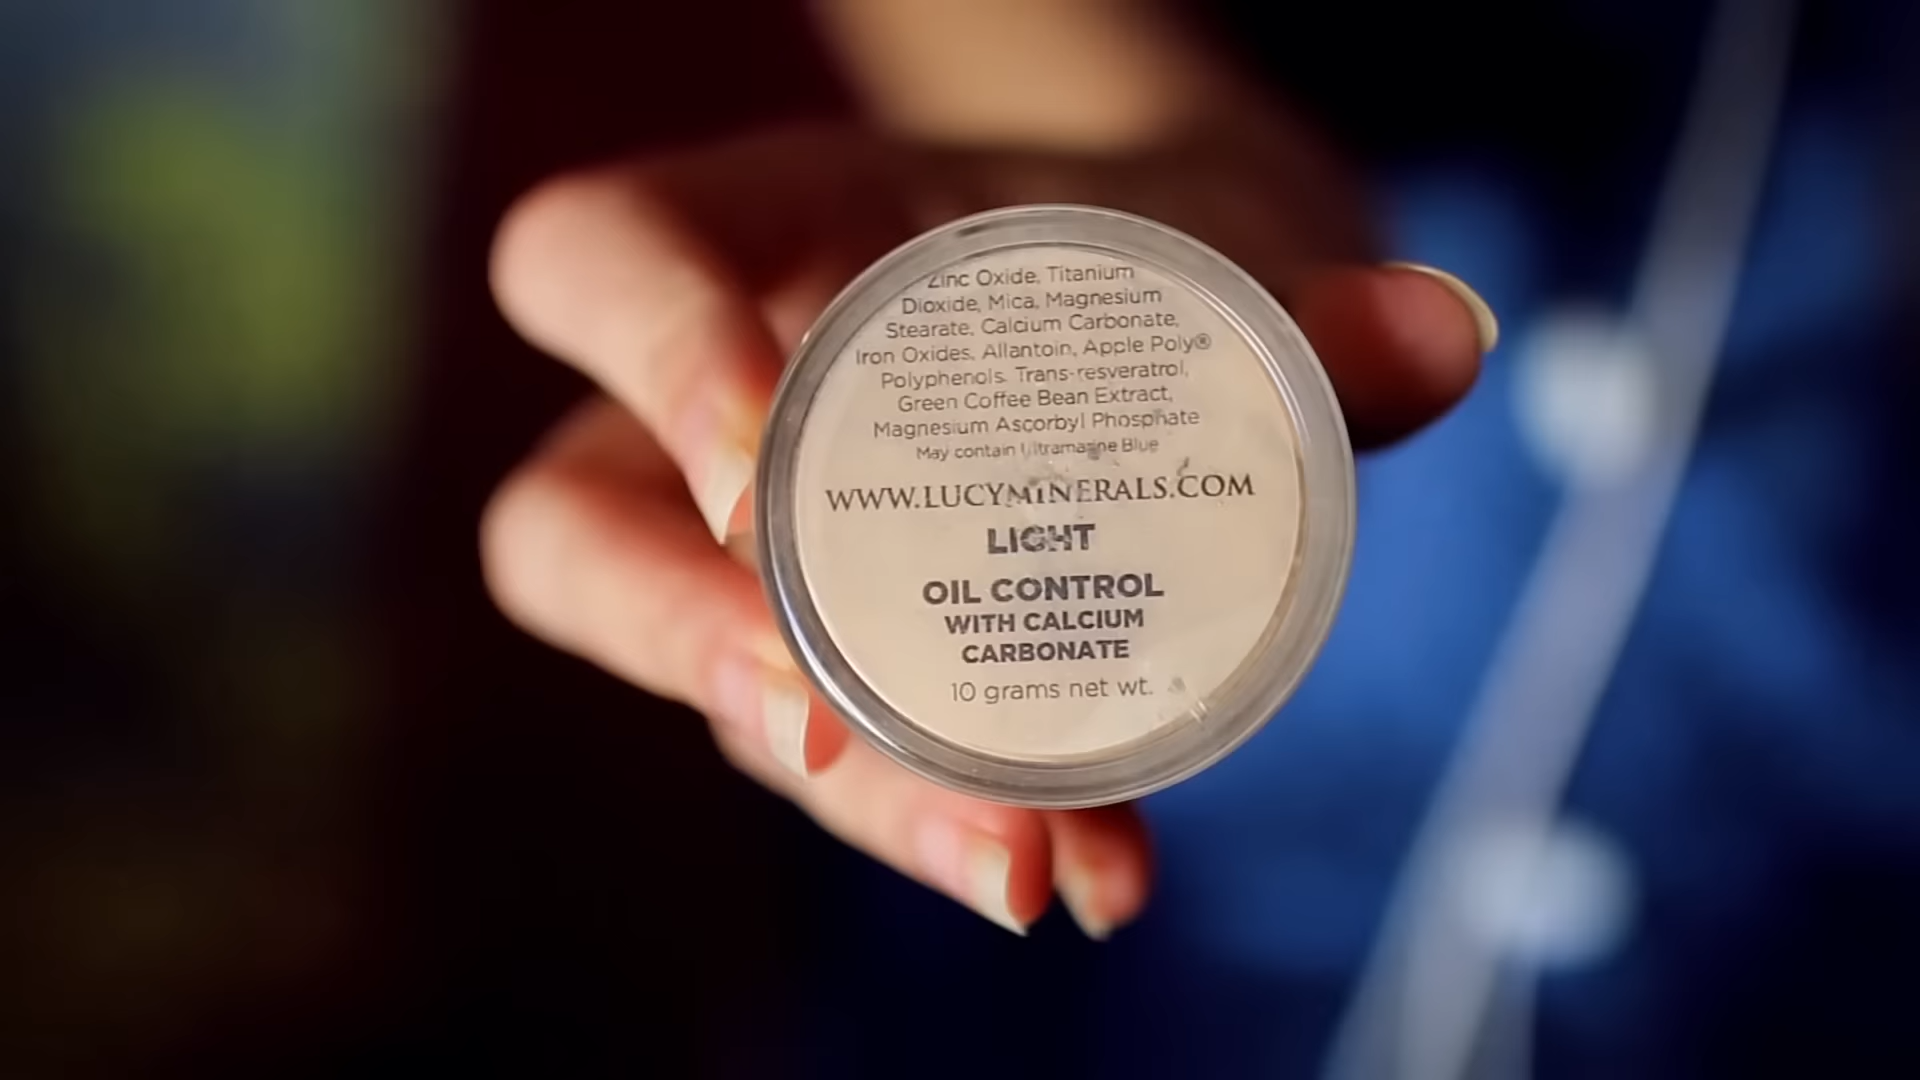 Zinc Oxide, Titanium
Dioxide, Mica, Magnesium
Stearate, Calcium Carbonate,
Iron Oxides, Allantoin, Apple Poly®
Polyphenols. Trans-resveratrol,
Green Coffee Bean Extract,
Magnesium Ascorbyl Phosphate
May contain Ultramarine Blue
WWW.LUCYMINERALS.COM
LIGHT
OIL CONTROL
WITH CALCIUM
CARBONATE
10 grams net wt.